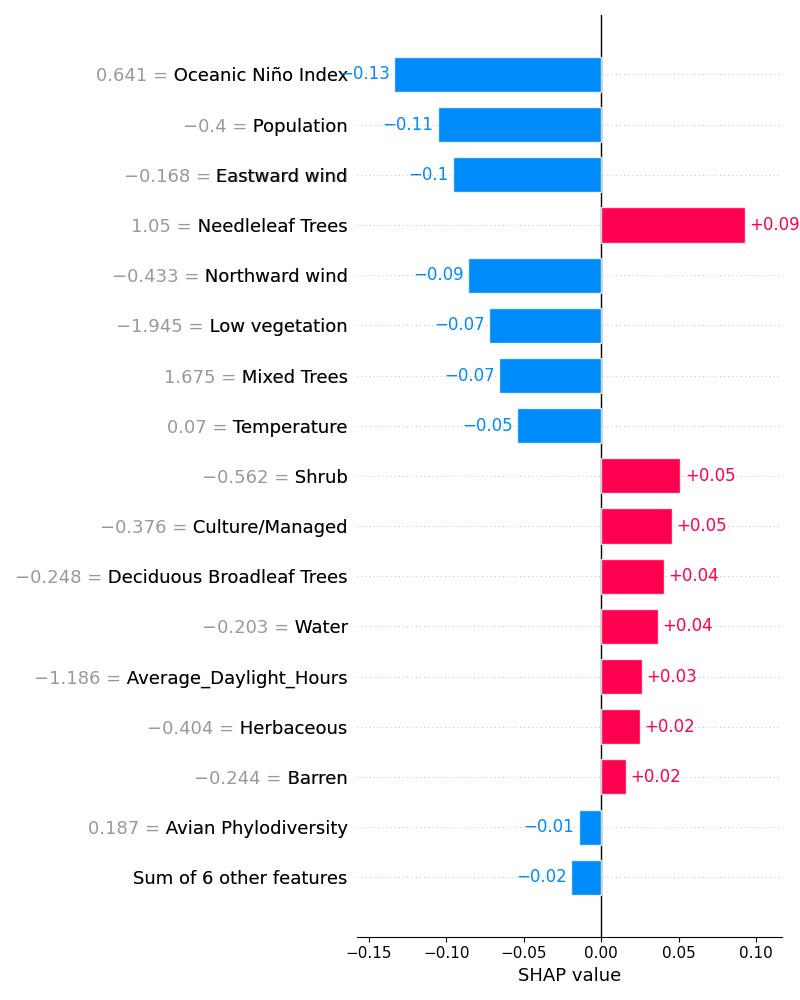 0.641 = Oceanic Niño Index −0.13
−0.4 = Population −0.11
−0.168 = Eastward wind −0.1
1.05 = Needleleaf Trees +0.09
−0.433 = Northward wind −0.09
−1.945 = Low vegetation −0.07
1.675 = Mixed Trees −0.07
0.07 = Temperature −0.05
−0.562 = Shrub +0.05
−0.376 = Culture/Managed +0.05
−0.248 = Deciduous Broadleaf Trees +0.04
−0.203 = Water +0.04
−1.186 = Average_Daylight_Hours +0.03
−0.404 = Herbaceous +0.02
−0.244 = Barren +0.02
0.187 = Avian Phylodiversity −0.01
Sum of 6 other features −0.02
−0.15 −0.10 −0.05 0.00 0.05 0.10
SHAP value